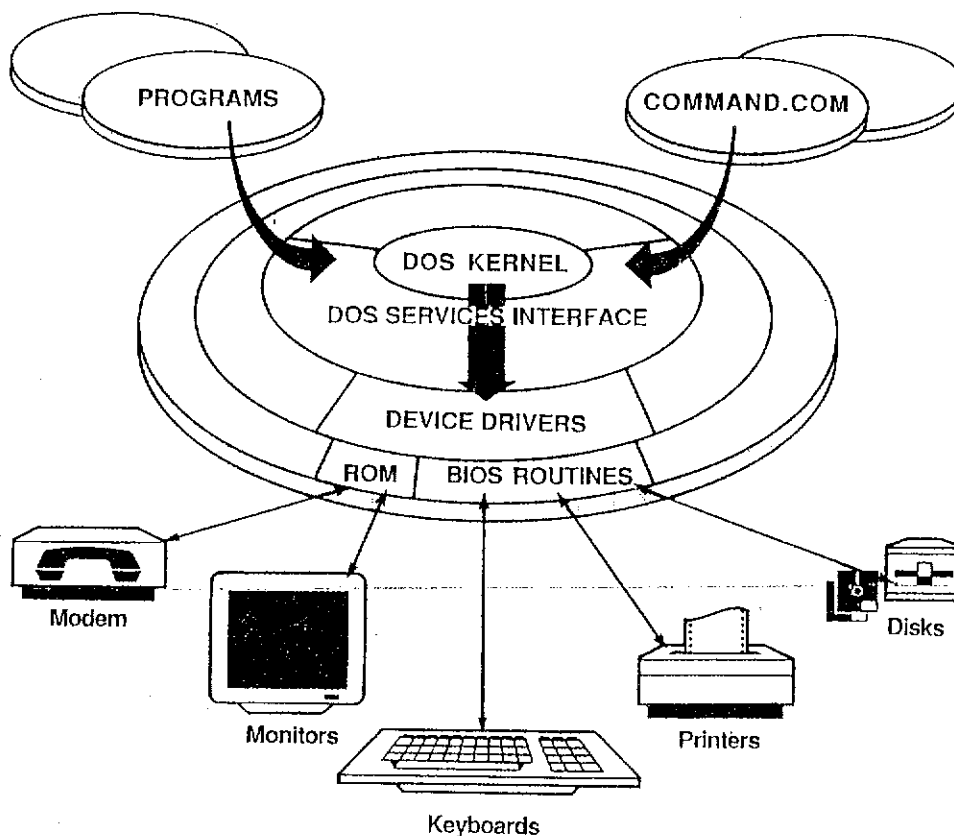 PROGRAMS
COMMAND.COM
DOS KERNEL
DOS SERVICES INTERFACE
DEVICE DRIVERS
ROM
BIOS ROUTINES
Modem
Monitors
Keyboards
Printers
Disks